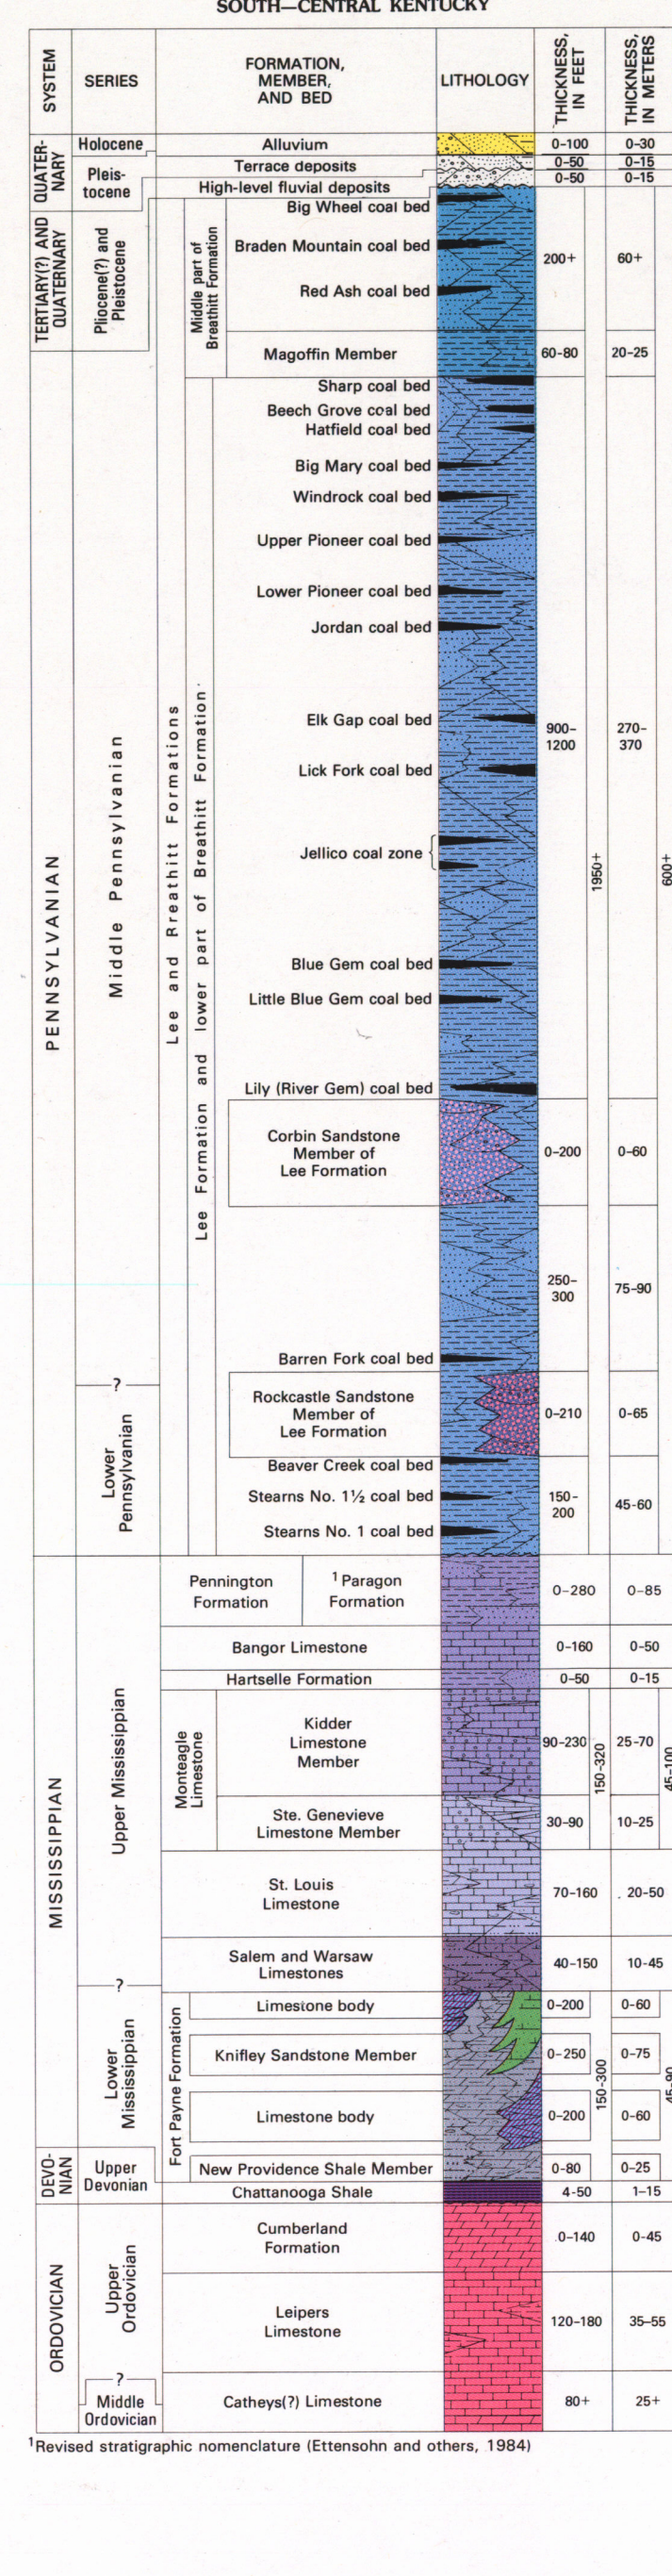 SOUTH—CENTRAL KENTUCKY
SYSTEM
SERIES
FORMATION,
MEMBER,
AND BED
LITHOLOGY
THICKNESS,
IN FEET
THICKNESS,
IN METERS
QUATER-
NARY
Holocene
Alluvium
0-100
0-30
Pleis-
tocene
Terrace deposits
0-50
0-15
High-level fluvial deposits
0-50
0-15
TERTIARY(?) AND
QUATERNARY
Pliocene(?) and
Pleistocene
Middle part of
Breathitt Formation
Big Wheel coal bed
Braden Mountain coal bed
200+
60+
Red Ash coal bed
Magoffin Member
60-80
20-25
PENNSYLVANIAN
Middle Pennsylvanian
Lee and Rreathitt Formations
Lee Formation and lower part of Breathitt Formation
Sharp coal bed
Beech Grove coal bed
Hatfield coal bed
Big Mary coal bed
Windrock coal bed
Upper Pioneer coal bed
Lower Pioneer coal bed
Jordan coal bed
Elk Gap coal bed
900-
1200
270-
370
Lick Fork coal bed
Jellico coal zone
1950+
600+
Blue Gem coal bed
Little Blue Gem coal bed
Lily (River Gem) coal bed
Corbin Sandstone
Member of
Lee Formation
0-200
0-60
250-
300
75-90
Barren Fork coal bed
?
Lower
Pennsylvanian
Rockcastle Sandstone
Member of
Lee Formation
0-210
0-65
Beaver Creek coal bed
Stearns No. 1½ coal bed
150-
200
45-60
Stearns No. 1 coal bed
MISSISSIPPIAN
Upper Mississippian
Pennington
Formation
1 Paragon
Formation
0-280
0-85
Bangor Limestone
0-160
0-50
Hartselle Formation
0-50
0-15
Monteagle
Limestone
Kidder
Limestone
Member
90-230
150-320
25-70
45-100
Ste. Genevieve
Limestone Member
30-90
10-25
St. Louis
Limestone
70-160
20-50
Salem and Warsaw
Limestones
40-150
10-45
?
Lower
Mississippian
Fort Payne Formation
Limestone body
0-200
0-60
Knifley Sandstone Member
0-250
150-300
0-75
45-90
Limestone body
0-200
0-60
DEVO-
NIAN
Upper
Devonian
New Providence Shale Member
0-80
0-25
Chattanooga Shale
4-50
1-15
ORDOVICIAN
Upper
Ordovician
Cumberland
Formation
0-140
0-45
Leipers
Limestone
120-180
35-55
?
Middle
Ordovician
Catheys(?) Limestone
80+
25+
1Revised stratigraphic nomenclature (Ettensohn and others, 1984)